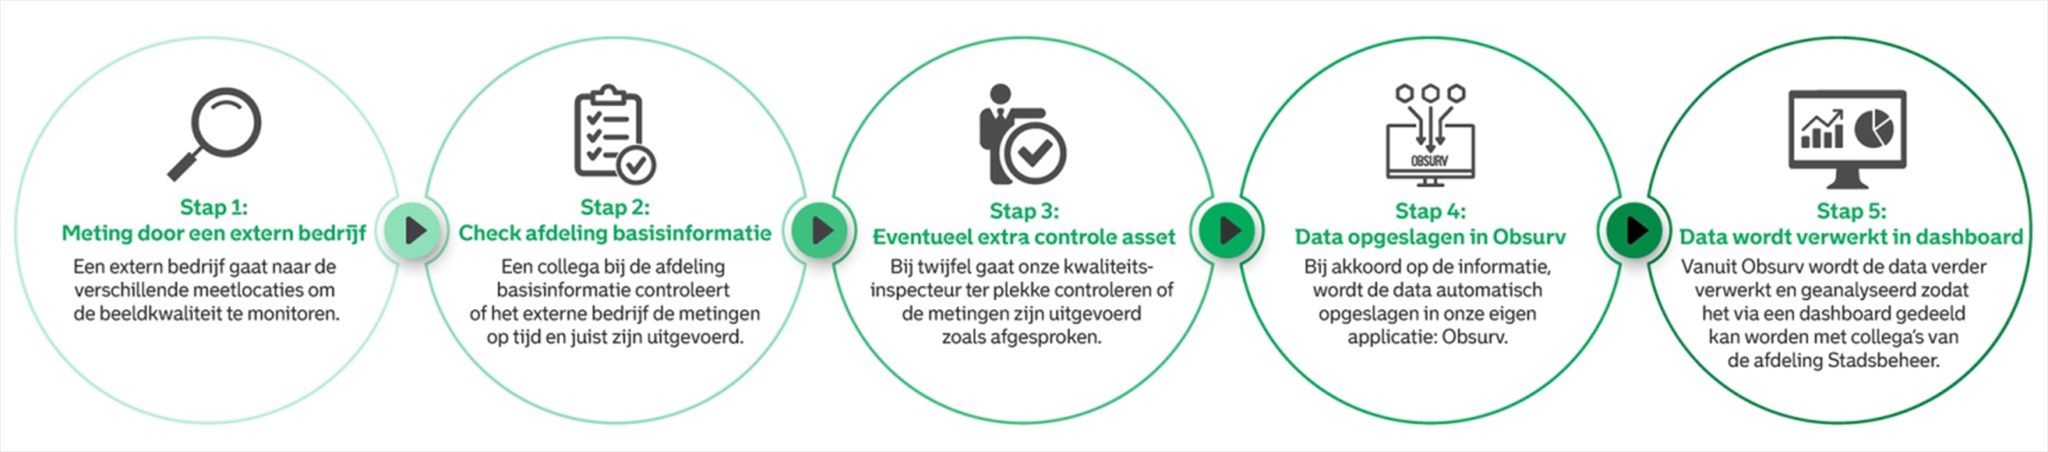 Stap 1:
Meting door een extern bedrijf
Een extern bedrijf gaat naar de
verschillende meetlocaties om
de beeldkwaliteit te monitoren.
Stap 2:
Check afdeling basisinformatie
Een collega bij de afdeling
basisinformatie controleert
of het externe bedrijf de metingen
op tijd en juist zijn uitgevoerd.
Stap 3:
Eventueel extra controle asset
Bij twijfel gaat onze kwaliteits-
inspecteur ter plekke controleren of
de metingen zijn uitgevoerd
zoals afgesproken.
OBSURV
Stap 4:
Data opgeslagen in Obsurv
Bij akkoord op de informatie,
wordt de data automatisch
opgeslagen in onze eigen
applicatie: Obsurv.
Stap 5:
Data wordt verwerkt in dashboard
Vanuit Obsurv wordt de data verder
verwerkt en geanalyseerd zodat
het via een dashboard gedeeld
kan worden met collega's van
de afdeling Stadsbeheer.